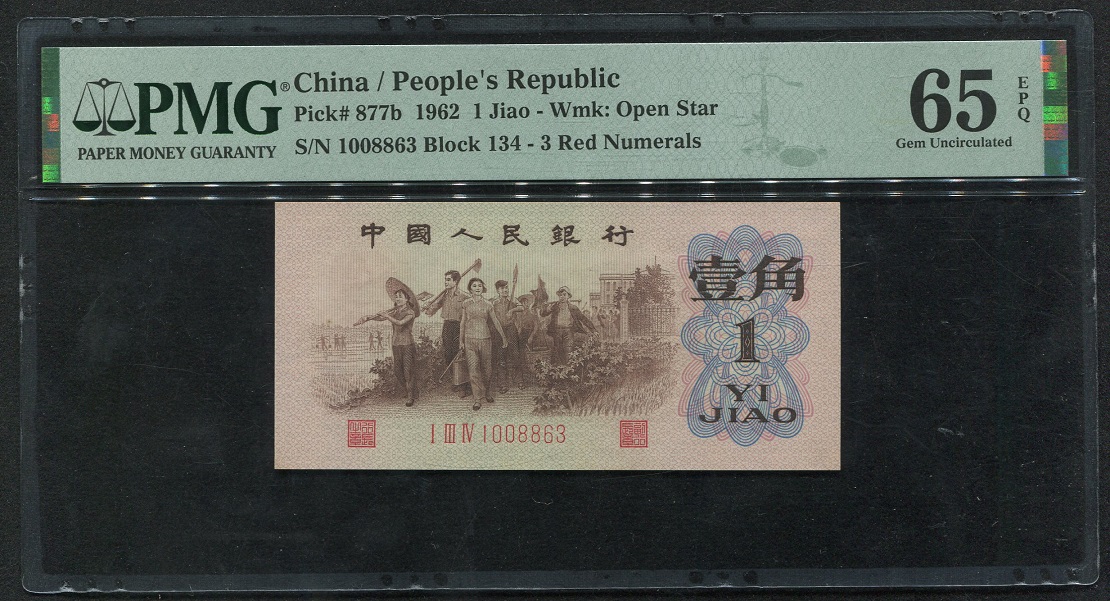 PMG®
PAPER MONEY GUARANTY
China / People's Republic
Pick# 877b 1962 1 Jiao - Wmk: Open Star
S/N 1008863 Block 134 - 3 Red Numerals
65
EPQ
Gem Uncirculated
中國人民銀行
壹角
1
YI
JIAO
I III IV 1008863